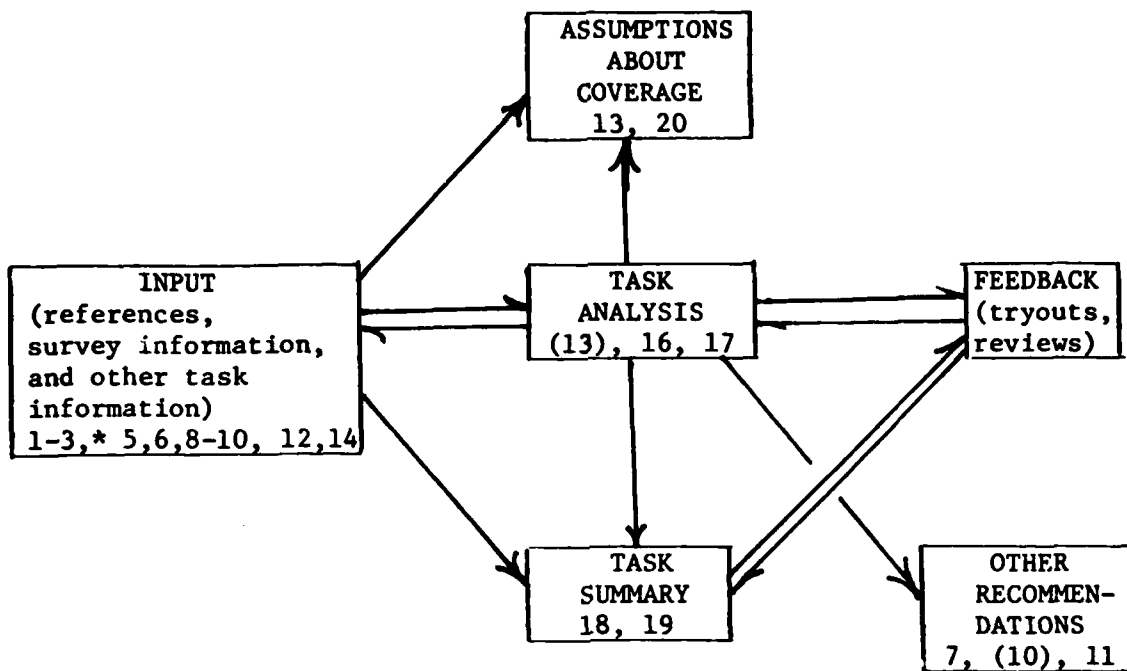 ASSUMPTIONS
ABOUT
COVERAGE
13, 20
INPUT
(references,
survey information,
and other task
information)
1-3,* 5,6,8-10, 12,14
TASK
ANALYSIS
(13), 16, 17
FEEDBACK
(tryouts,
reviews)
TASK
SUMMARY
18, 19
OTHER
RECOMMEN-
DATIONS
7, (10), 11